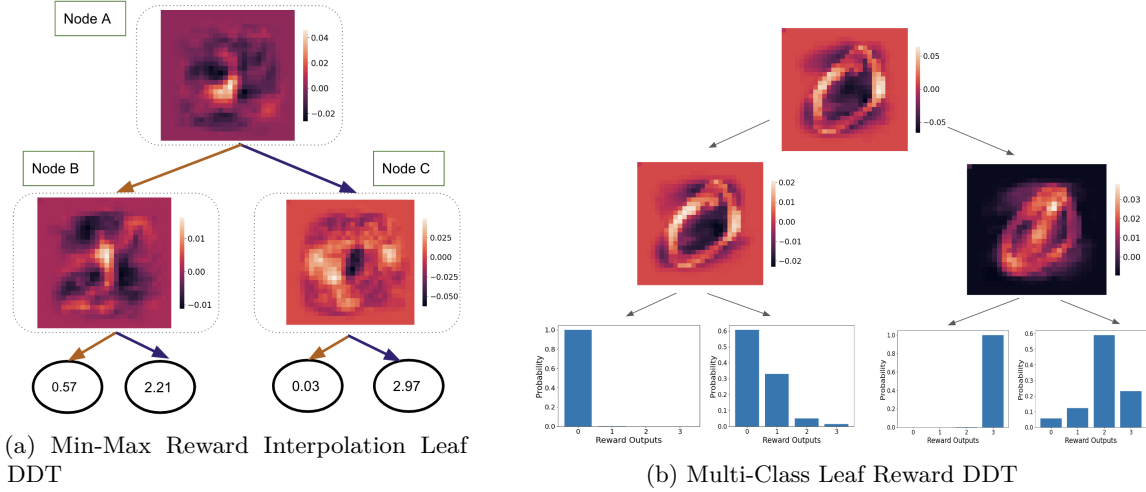 Node A
0.04
0.02
0.00
−0.02
Node B
Node C
0.01
0.00
−0.01
0.025
0.000
−0.025
−0.050
0.57
2.21
0.03
2.97
(a) Min-Max Reward Interpolation Leaf
DDT
0.05
0.00
−0.05
0.02
0.01
0.00
−0.01
−0.02
0.03
0.02
0.01
0.00
Probability
1.0
0.8
0.6
0.4
0.2
0.0
0 1 2 3
Reward Outputs
Probability
0.6
0.5
0.4
0.3
0.2
0.1
0.0
0 1 2 3
Reward Outputs
Probability
1.0
0.8
0.6
0.4
0.2
0.0
0 1 2 3
Reward Outputs
Probability
0.6
0.5
0.4
0.3
0.2
0.1
0.0
0 1 2 3
Reward Outputs
(b) Multi-Class Leaf Reward DDT